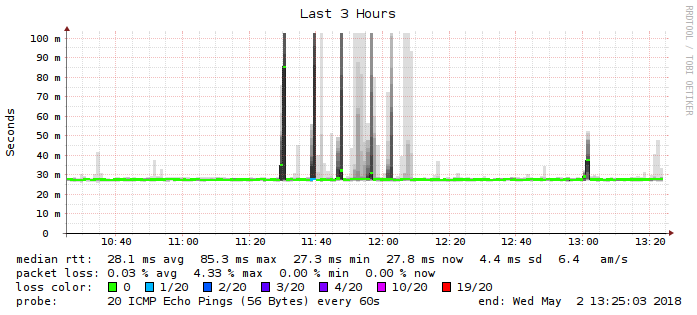 Last 3 Hours
RRDTOOL / TOBI OETIKER
Seconds
100 m
90 m
80 m
70 m
60 m
50 m
40 m
30 m
20 m
10 m
0
10:40 11:00 11:20 11:40 12:00 12:20 12:40 13:00 13:20
median rtt: 28.1 ms avg 85.3 ms max 27.3 ms min 27.8 ms now 4.4 ms sd 6.4 am/s
packet loss: 0.03 % avg 4.33 % max 0.00 % min 0.00 % now
loss color: 0 1/20 2/20 3/20 4/20 10/20 19/20
probe: 20 ICMP Echo Pings (56 Bytes) every 60s end: Wed May 2 13:25:03 2018